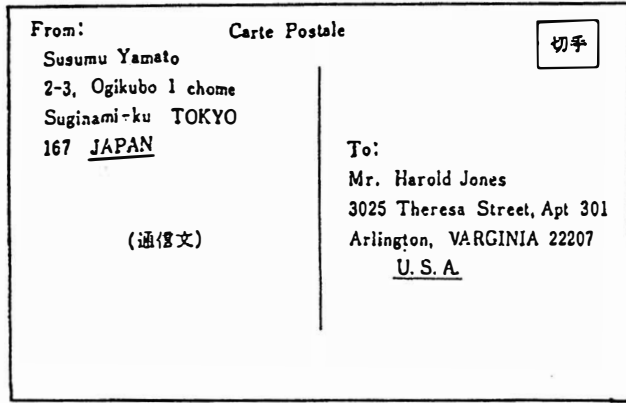 From:
Carte Postale
切手
Susumu Yamato
2-3, Ogikubo 1 chome
Suginami-ku TOKYO
167 JAPAN
(通信文)
To:
Mr. Harold Jones
3025 Theresa Street, Apt 301
Arlington, VARGINIA 22207
U. S. A.